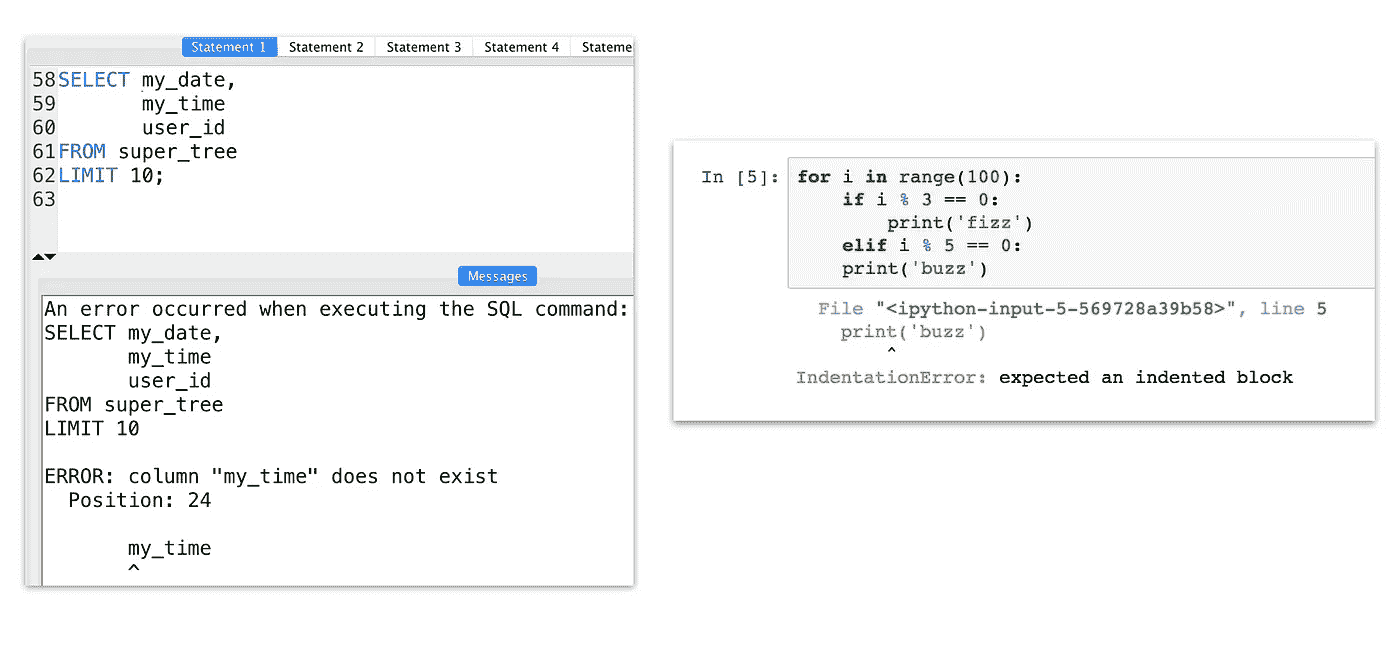 Statement 1 Statement 2 Statement 3 Statement 4 Stateme
58 SELECT my_date,
59 my_time
60 user_id
61 FROM super_tree
62 LIMIT 10;
63
Messages
An error occurred when executing the SQL command:
SELECT my_date,
my_time
user_id
FROM super_tree
LIMIT 10
ERROR: column "my_time" does not exist
Position: 24
my_time
^
In [5]: for i in range(100):
if i % 3 == 0:
print('fizz')
elif i % 5 == 0:
print('buzz')
File "<ipython-input-5-569728a39b58>", line 5
print('buzz')
^
IndentationError: expected an indented block